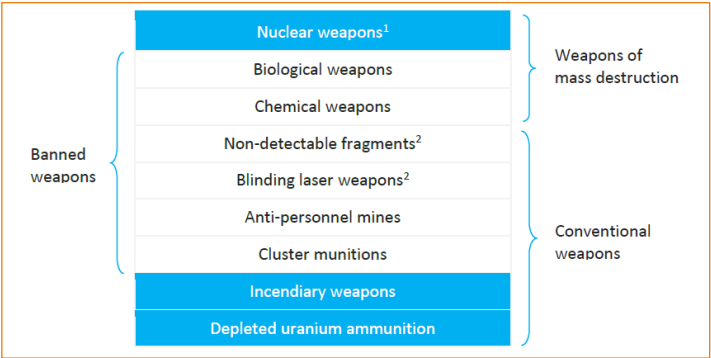 Nuclear weapons¹
Biological weapons
Chemical weapons
Non-detectable fragments²
Blinding laser weapons²
Anti-personnel mines
Cluster munitions
Incendiary weapons
Depleted uranium ammunition
Banned
weapons
Weapons of
mass destruction
Conventional
weapons